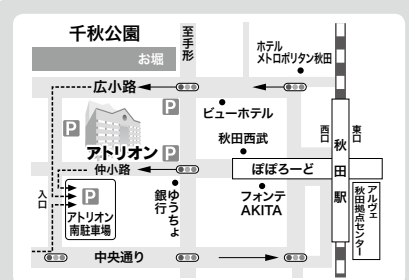 千秋公園
お堀
至手形
ホテル
メトロポリタン秋田
広小路
P
ビューホテル
P
秋田西武
アトリオン P
仲小路
ぽぽろーど
西口
秋田駅
東口
入口
P
アトリオン
南駐車場
ゆうちょ
銀行
フォンテ
AKITA
アルヴェ
秋田拠点センター
中央通り